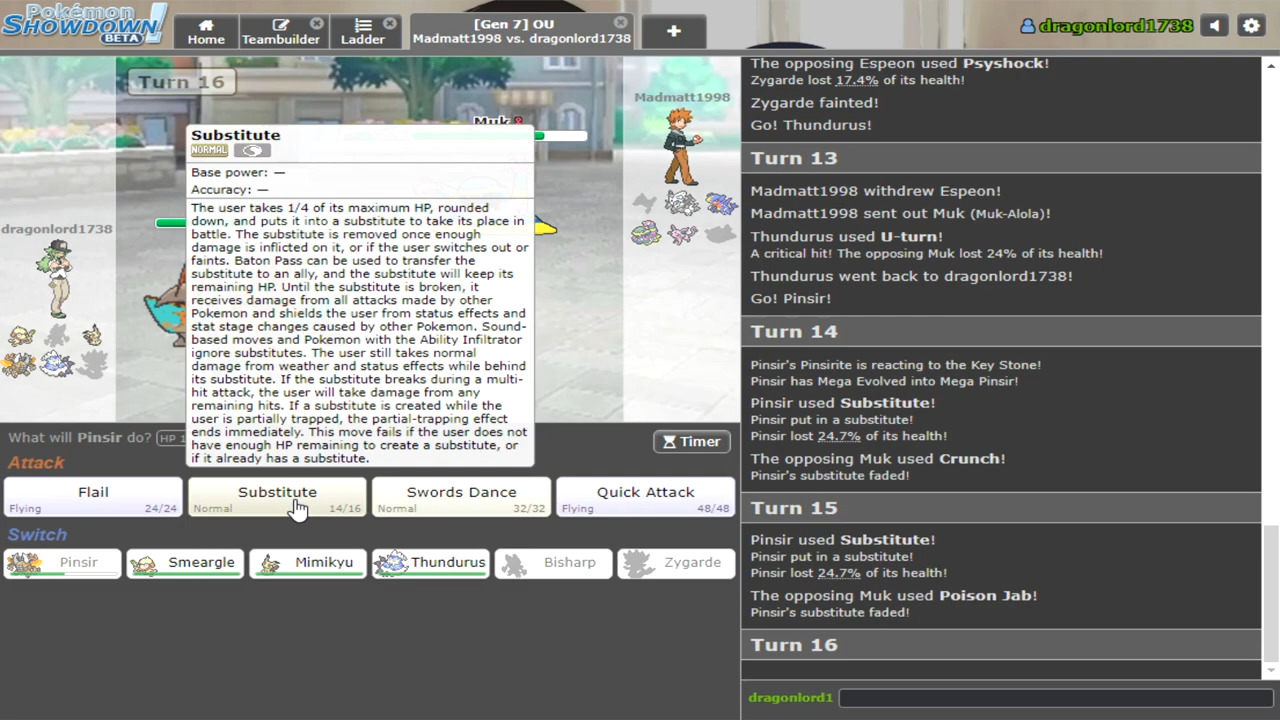 Pokémon
SHOWDOWN!
BETA
Home
Teambuilder
Ladder
[Gen 7] OU
Madmatt1998 vs. dragonlord1738
+
dragonlord1738
Turn 16
Madmatt1998
Muk
dragonlord1738
Substitute
NORMAL
Base power: —
Accuracy: —
The user takes 1/4 of its maximum HP, rounded
down, and puts it into a substitute to take its place in
battle. The substitute is removed once enough
damage is inflicted on it, or if the user switches out or
faints. Baton Pass can be used to transfer the
substitute to an ally, and the substitute will keep its
remaining HP. Until the substitute is broken, it
receives damage from all attacks made by other
Pokemon and shields the user from status effects and
stat stage changes caused by other Pokemon. Sound-
based moves and Pokemon with the Ability Infiltrator
ignore substitutes. The user still takes normal
damage from weather and status effects while behind
its substitute. If the substitute breaks during a multi-
hit attack, the user will take damage from any
remaining hits. If a substitute is created while the
user is partially trapped, the partial-trapping effect
ends immediately. This move fails if the user does not
have enough HP remaining to create a substitute, or
if it already has a substitute.
What will Pinsir do? HP 1
Timer
Attack
Flail
Flying 24/24
Substitute
Normal 14/16
Swords Dance
Normal 32/32
Quick Attack
Flying 48/48
Switch
Pinsir
Smeargle
Mimikyu
Thundurus
Bisharp
Zygarde
The opposing Espeon used Psyshock!
Zygarde lost 17.4% of its health!
Zygarde fainted!
Go! Thundurus!
Turn 13
Madmatt1998 withdrew Espeon!
Madmatt1998 sent out Muk (Muk-Alola)!
Thundurus used U-turn!
A critical hit! The opposing Muk lost 24% of its health!
Thundurus went back to dragonlord1738!
Go! Pinsir!
Turn 14
Pinsir's Pinsirite is reacting to the Key Stone!
Pinsir has Mega Evolved into Mega Pinsir!
Pinsir used Substitute!
Pinsir put in a substitute!
Pinsir lost 24.7% of its health!
The opposing Muk used Crunch!
Pinsir's substitute faded!
Turn 15
Pinsir used Substitute!
Pinsir put in a substitute!
Pinsir lost 24.7% of its health!
The opposing Muk used Poison Jab!
Pinsir's substitute faded!
Turn 16
dragonlord1